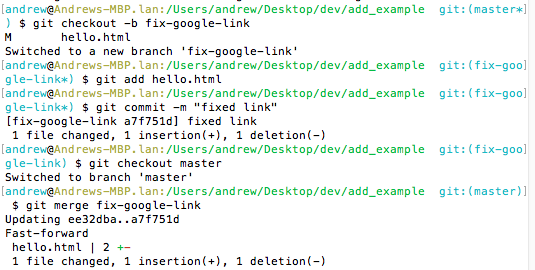 [andrew@Andrews-MBP.lan:/Users/andrew/Desktop/dev/add_example  git:(master*]
) $ git checkout -b fix-google-link
M       hello.html
Switched to a new branch 'fix-google-link'
[andrew@Andrews-MBP.lan:/Users/andrew/Desktop/dev/add_example  git:(fix-goo]
gle-link*) $ git add hello.html
[andrew@Andrews-MBP.lan:/Users/andrew/Desktop/dev/add_example  git:(fix-goo]
gle-link*) $ git commit -m "fixed link"
[fix-google-link a7f751d] fixed link
 1 file changed, 1 insertion(+), 1 deletion(-)
[andrew@Andrews-MBP.lan:/Users/andrew/Desktop/dev/add_example  git:(fix-goo]
gle-link) $ git checkout master
Switched to branch 'master'
[andrew@Andrews-MBP.lan:/Users/andrew/Desktop/dev/add_example  git:(master)]
 $ git merge fix-google-link
Updating ee32dba..a7f751d
Fast-forward
 hello.html | 2 +-
 1 file changed, 1 insertion(+), 1 deletion(-)